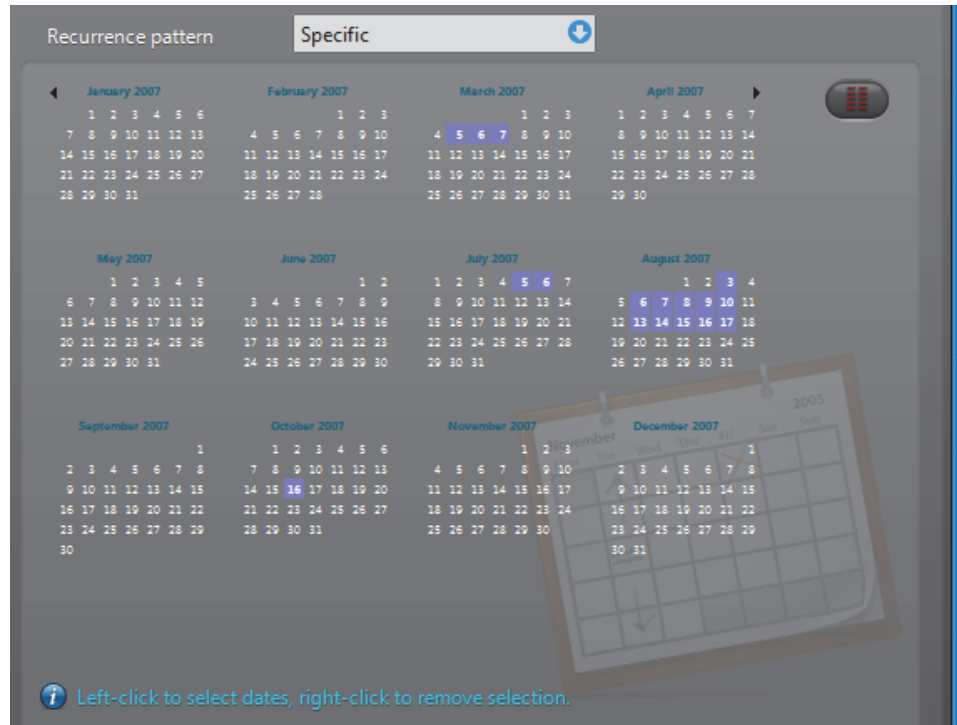 Recurrence pattern Specific
January 2007 February 2007 March 2007 April 2007
1 2 3 4 5 6 1 2 3 1 2 3 1 2 3 4 5 6 7
7 8 9 10 11 12 13 4 5 6 7 8 9 10 4 5 6 7 8 9 10 8 9 10 11 12 13 14
14 15 16 17 18 19 20 11 12 13 14 15 16 17 11 12 13 14 15 16 17 15 16 17 18 19 20 21
21 22 23 24 25 26 27 18 19 20 21 22 23 24 18 19 20 21 22 23 24 22 23 24 25 26 27 28
28 29 30 31 25 26 27 28 25 26 27 28 29 30 31 29 30
May 2007 June 2007 July 2007 August 2007
1 2 3 4 5 1 2 1 2 3 4 5 6 7 1 2 3 4
6 7 8 9 10 11 12 3 4 5 6 7 8 9 8 9 10 11 12 13 14 5 6 7 8 9 10 11
13 14 15 16 17 18 19 10 11 12 13 14 15 16 15 16 17 18 19 20 21 12 13 14 15 16 17 18
20 21 22 23 24 25 26 17 18 19 20 21 22 23 22 23 24 25 26 27 28 19 20 21 22 23 24 25
27 28 29 30 31 24 25 26 27 28 29 30 29 30 31 26 27 28 29 30 31
2005
September 2007 October 2007 November 2007 December 2007
November
Tue Wed Thu Fri Sat Sun
1 1 2 3 4 5 6 1 2 3 1
2 3 4 5 6 7 8 7 8 9 10 11 12 13 4 5 6 7 8 9 10 2 3 4 5 6 7 8
9 10 11 12 13 14 15 14 15 16 17 18 19 20 11 12 13 14 15 16 17 9 10 11 12 13 14 15
16 17 18 19 20 21 22 21 22 23 24 25 26 27 18 19 20 21 22 23 24 16 17 18 19 20 21 22
23 24 25 26 27 28 29 28 29 30 31 25 26 27 28 29 30 23 24 25 26 27 28 29
30 30 31
Left-click to select dates, right-click to remove selection.